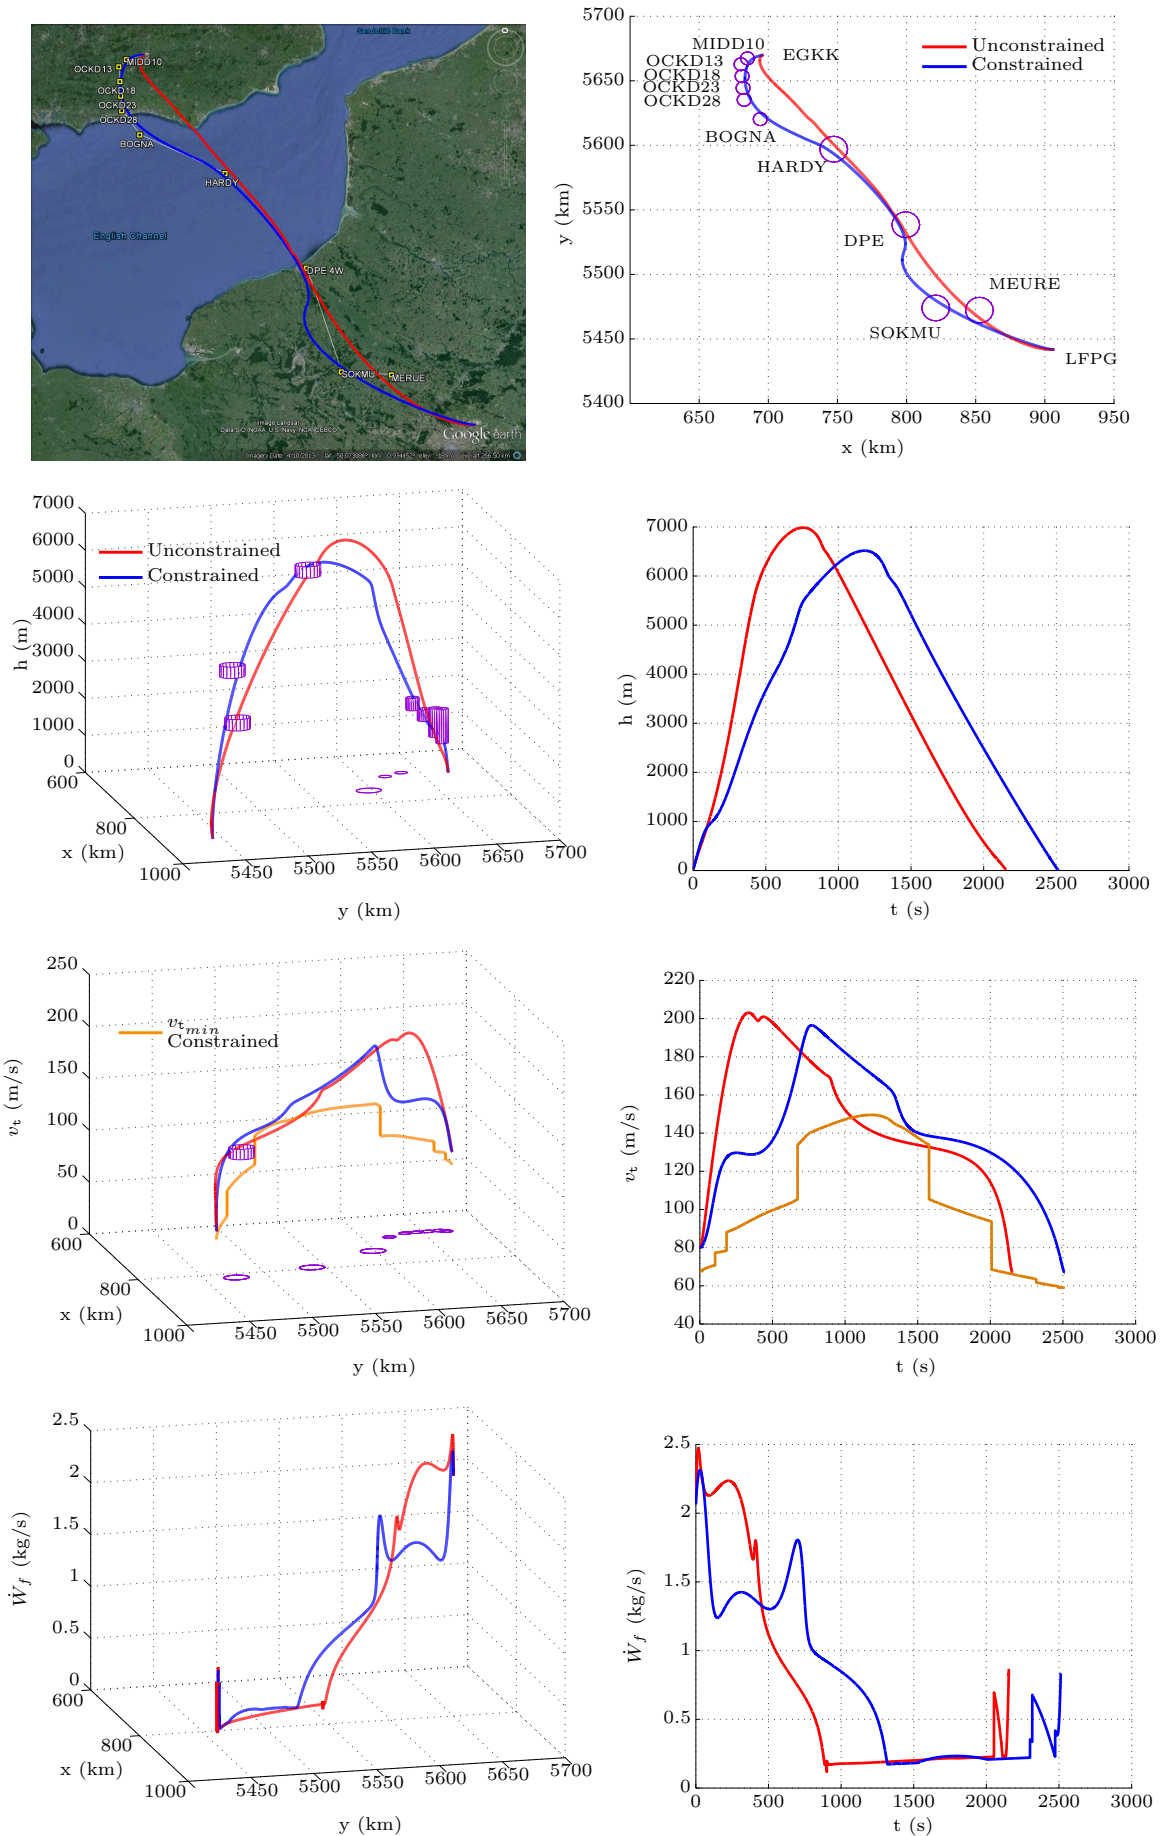 Sandettie Bank
OCKD13
MIDD10
OCKD18
OCKD23
OCKD28
BOGNA
HARDY
English Channel
DPE 4W
SOKMU
MERUE
Image Landsat
Data SIO, NOAA, U.S. Navy, NGA, GEBCO
Google earth
5700
5650
5600
5550
5500
5450
5400
y (km)
650
700
750
800
850
900
950
x (km)
MIDD10
EGKK
OCKD13
OCKD18
OCKD23
OCKD28
BOGNA
HARDY
DPE
MEURE
SOKMU
LFPG
Unconstrained
Constrained
7000
6000
5000
4000
3000
2000
1000
0
h (m)
Unconstrained
Constrained
600
800
1000
x (km)
5450
5500
5550
5600
5650
5700
y (km)
7000
6000
5000
4000
3000
2000
1000
0
h (m)
0
500
1000
1500
2000
2500
3000
t (s)
250
200
150
100
50
0
v_t (m/s)
v_t_min
Constrained
600
800
1000
x (km)
5450
5500
5550
5600
5650
5700
y (km)
220
200
180
160
140
120
100
80
60
40
v_t (m/s)
0
500
1000
1500
2000
2500
3000
t (s)
2.5
2
1.5
1
0.5
0
Ẇ_f (kg/s)
600
800
1000
x (km)
5450
5500
5550
5600
5650
5700
y (km)
2.5
2
1.5
1
0.5
0
Ẇ_f (kg/s)
0
500
1000
1500
2000
2500
3000
t (s)